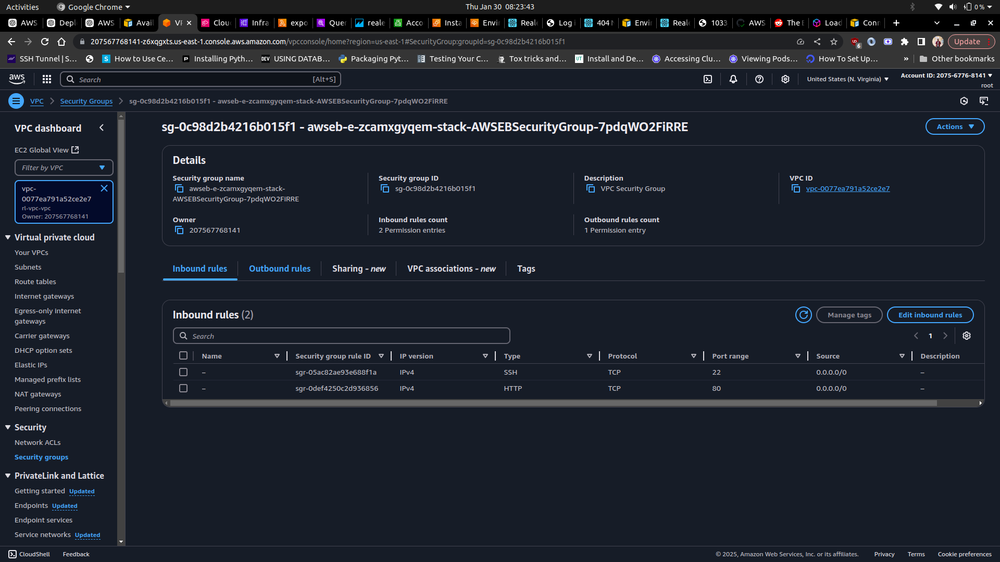 Activities
Google Chrome
Thu Jan 30 08:23:43
0 %
AWS
Depl
AWS
Avail
VP
Clou
Infra
expo
Quer
reale
Acco
Insta
Envir
Reale
Log i
404 N
Envir
Reale
1033
AWS
The E
Load
Conn
207567768141-z6xqgxts.us-east-1.console.aws.amazon.com/vpcconsole/home?region=us-east-1#SecurityGroup:groupId=sg-0c98d2b4216b015f1
6
Update
SSH Tunnel | S...
How to Use Ce...
Installing Pyth...
USING DATAB...
Packaging Pyt...
Testing Your C...
Tox tricks and...
Install and De...
Accessing Clu...
Viewing Pods...
How To Set Up...
»
Other bookmarks
aws
Search
[Alt+S]
United States (N. Virginia)
Account ID: 2075-6776-8141
root
VPC
Security Groups
sg-0c98d2b4216b015f1 - awseb-e-zcamxgyqem-stack-AWSEBSecurityGroup-7pdqWO2FiRRE
VPC dashboard
EC2 Global View
Filter by VPC
vpc-
0077ea791a52ce2e7
rl-vpc-vpc
Owner: 207567768141
Virtual private cloud
Your VPCs
Subnets
Route tables
Internet gateways
Egress-only internet
gateways
Carrier gateways
DHCP option sets
Elastic IPs
Managed prefix lists
NAT gateways
Peering connections
Security
Network ACLs
Security groups
PrivateLink and Lattice
Getting started Updated
Endpoints Updated
Endpoint services
Service networks Updated
sg-0c98d2b4216b015f1 - awseb-e-zcamxgyqem-stack-AWSEBSecurityGroup-7pdqWO2FiRRE
Actions
Details
Security group name
awseb-e-zcamxgyqem-stack-
AWSEBSecurityGroup-7pdqWO2FiRRE
Security group ID
sg-0c98d2b4216b015f1
Description
VPC Security Group
VPC ID
vpc-0077ea791a52ce2e7
Owner
207567768141
Inbound rules count
2 Permission entries
Outbound rules count
1 Permission entry
Inbound rules
Outbound rules
Sharing - new
VPC associations - new
Tags
Inbound rules (2)
Manage tags
Edit inbound rules
Search
1
Name Security group rule ID IP version Type Protocol Port range Source Description
– sgr-05ac82ae93e688f1a IPv4 SSH TCP 22 0.0.0.0/0 –
– sgr-0def4250c2d936856 IPv4 HTTP TCP 80 0.0.0.0/0 –
CloudShell
Feedback
© 2025, Amazon Web Services, Inc. or its affiliates.
Privacy
Terms
Cookie preferences